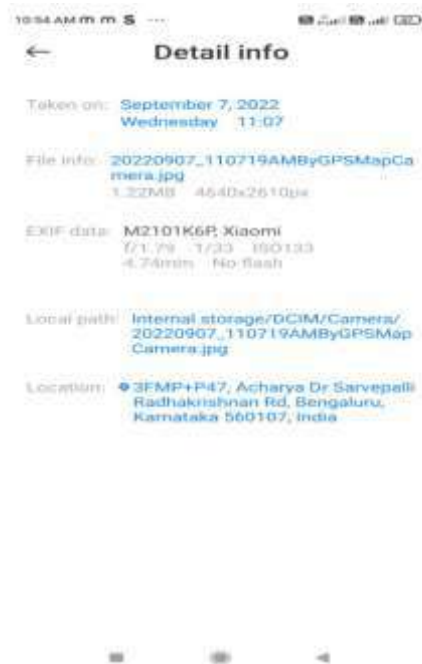 10:54 AM m m S ...
Detail info
Taken on: September 7, 2022
Wednesday 11:07
File info: 20220907_110719AMByGPSMapCa
mera.jpg
1.22MB 4640x2610px
EXIF data: M2101K6P, Xiaomi
f/1.79 1/33 ISO133
4.74mm No flash
Local path: Internal storage/DCIM/Camera/
20220907_110719AMByGPSMap
Camera.jpg
Location: 3FMP+P47, Acharya Dr Sarvepalli
Radhakrishnan Rd, Bengaluru,
Karnataka 560107, India